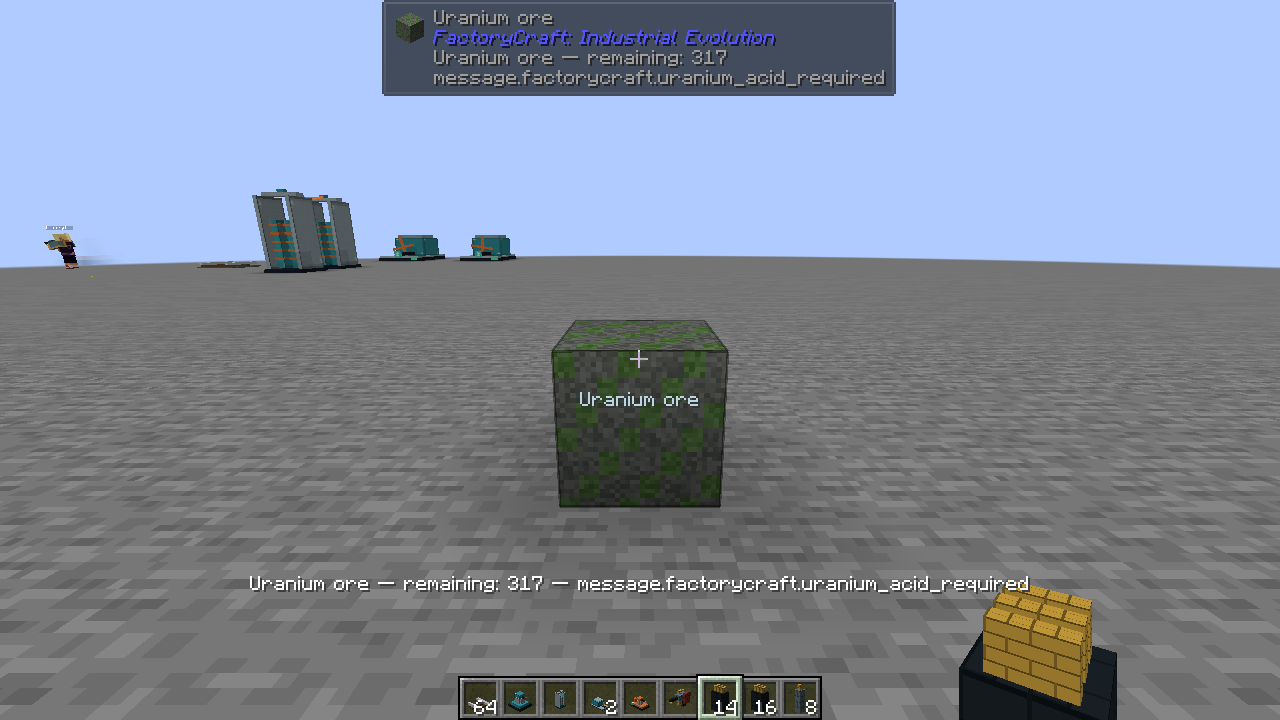 Uranium ore
FactoryCraft: Industrial Evolution
Uranium ore — remaining: 317
message.factorycraft.uranium_acid_required
Uranium ore
Uranium ore — remaining: 317 — message.factorycraft.uranium_acid_required
64
2
14
16
8